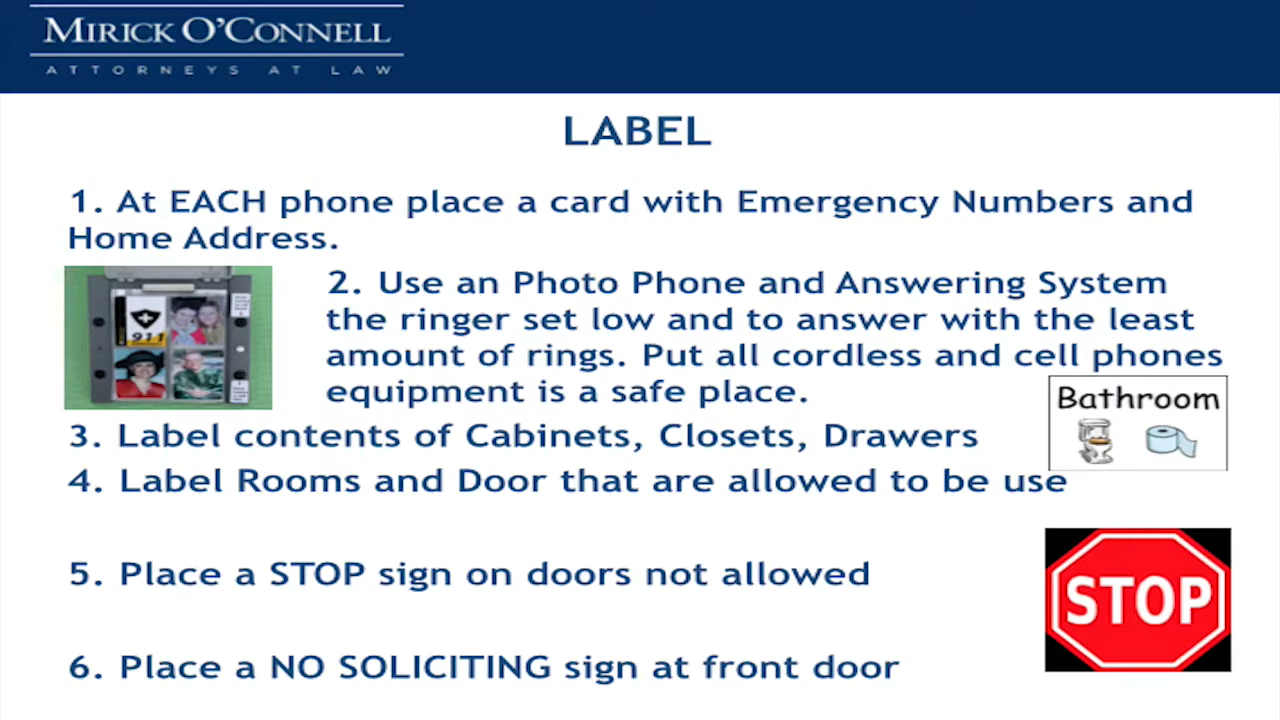 MIRICK O'CONNELL
ATTORNEYS AT LAW
LABEL
1. At EACH phone place a card with Emergency Numbers and
Home Address.
911
2. Use an Photo Phone and Answering System
the ringer set low and to answer with the least
amount of rings. Put all cordless and cell phones
equipment is a safe place.
Bathroom
3. Label contents of Cabinets, Closets, Drawers
4. Label Rooms and Door that are allowed to be use
5. Place a STOP sign on doors not allowed
STOP
6. Place a NO SOLICITING sign at front door